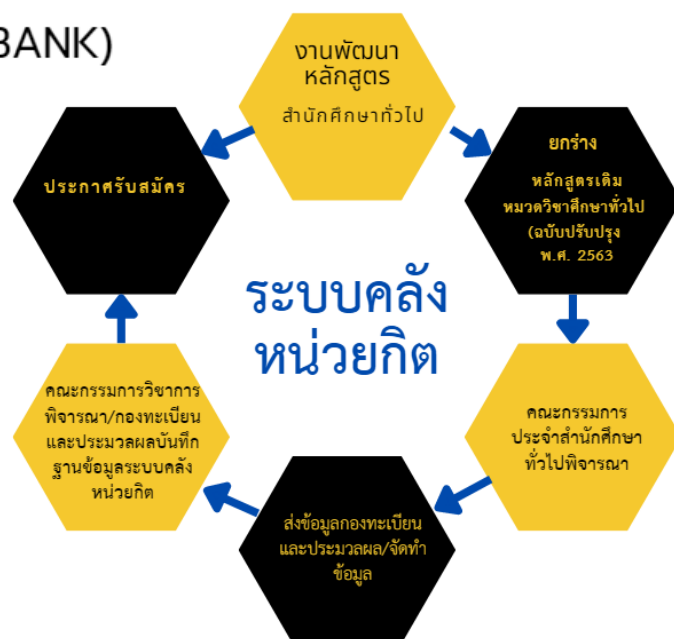 BANK)
งานพัฒนา
หลักสูตร
สำนักศึกษาทั่วไป
ยกร่าง
หลักสูตรเดิม
หมวดวิชาศึกษาทั่วไป
(ฉบับปรับปรุง
พ.ศ. 2563
คณะกรรมการ
ประจำสำนักศึกษา
ทั่วไปพิจารณา
ส่งข้อมูลกองทะเบียน
และประมวลผล/จัดทำ
ข้อมูล
คณะกรรมการวิชาการ
พิจารณา/กองทะเบียน
และประมวลผลบันทึก
ฐานข้อมูลระบบคลัง
หน่วยกิต
ประกาศรับสมัคร
ระบบคลัง
หน่วยกิต